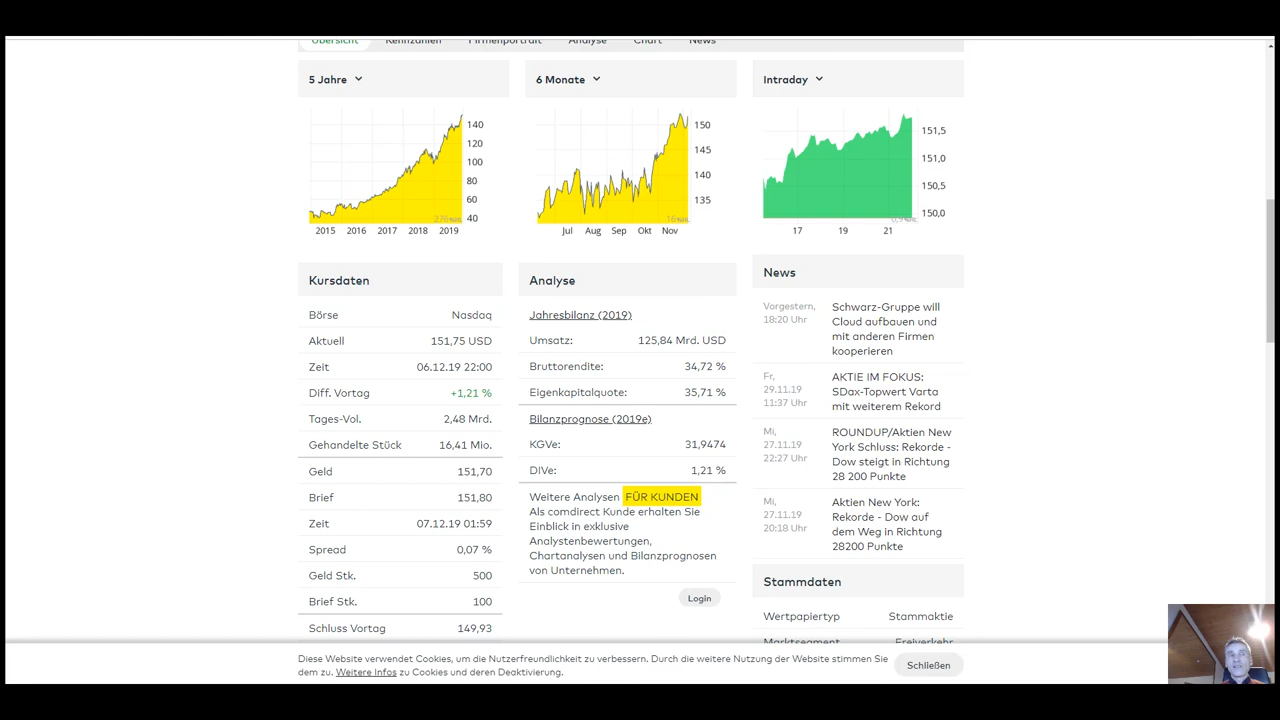 Übersicht Kennzahlen Firmenportrait Analyse Chart News
5 Jahre
140
120
100
80
60
40
2015 2016 2017 2018 2019
6 Monate
150
145
140
135
Jul Aug Sep Okt Nov
Intraday
151,5
151,0
150,5
150,0
17 19 21
Kursdaten
Börse Nasdaq
Aktuell 151,75 USD
Zeit 06.12.19 22:00
Diff. Vortag +1,21 %
Tages-Vol. 2,48 Mrd.
Gehandelte Stück 16,41 Mio.
Geld 151,70
Brief 151,80
Zeit 07.12.19 01:59
Spread 0,07 %
Geld Stk. 500
Brief Stk. 100
Schluss Vortag 149,93
Analyse
Jahresbilanz (2019)
Umsatz: 125,84 Mrd. USD
Bruttorendite: 34,72 %
Eigenkapitalquote: 35,71 %
Bilanzprognose (2019e)
KGVe: 31,9474
DIVe: 1,21 %
Weitere Analysen FÜR KUNDEN
Als comdirect Kunde erhalten Sie
Einblick in exklusive
Analystenbewertungen,
Chartanalysen und Bilanzprognosen
von Unternehmen.
Login
News
Vorgestern,
18:20 Uhr
Schwarz-Gruppe will
Cloud aufbauen und
mit anderen Firmen
kooperieren
Fr,
29.11.19
11:37 Uhr
AKTIE IM FOKUS:
SDax-Topwert Varta
mit weiterem Rekord
Mi,
27.11.19
22:27 Uhr
ROUNDUP/Aktien New
York Schluss: Rekorde -
Dow steigt in Richtung
28 200 Punkte
Mi,
27.11.19
20:18 Uhr
Aktien New York:
Rekorde - Dow auf
dem Weg in Richtung
28200 Punkte
Stammdaten
Wertpapiertyp Stammaktie
Marktsegment Freiverkehr
Diese Website verwendet Cookies, um die Nutzerfreundlichkeit zu verbessern. Durch die weitere Nutzung der Website stimmen Sie
dem zu. Weitere Infos zu Cookies und deren Deaktivierung.
Schließen